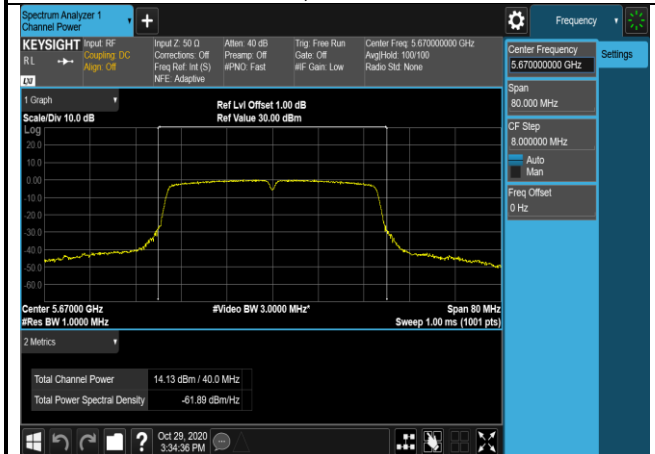 Spectrum Analyzer 1
Channel Power
+
Frequency
KEYSIGHT
RL
LXI
Input: RF
Coupling: DC
Align: Off
Input Z: 50 Ω
Corrections: Off
Freq Ref: Int (S)
NFE: Adaptive
Atten: 40 dB
Preamp: Off
#PNO: Fast
Trig: Free Run
Gate: Off
#IF Gain: Low
Center Freq: 5.670000000 GHz
Avg|Hold: 100/100
Radio Std: None
Center Frequency
5.670000000 GHz
Settings
Span
80.000 MHz
CF Step
8.000000 MHz
Auto
Man
Freq Offset
0 Hz
1 Graph
Scale/Div 10.0 dB
Ref Lvl Offset 1.00 dB
Ref Value 30.00 dBm
Log
20.0
10.0
0.00
-10.0
-20.0
-30.0
-40.0
-50.0
-60.0
Center 5.67000 GHz
#Video BW 3.0000 MHz*
Span 80 MHz
#Res BW 1.0000 MHz
Sweep 1.00 ms (1001 pts)
2 Metrics
Total Channel Power 14.13 dBm / 40.0 MHz
Total Power Spectral Density -61.89 dBm/Hz
?
Oct 29, 2020
3:34:36 PM